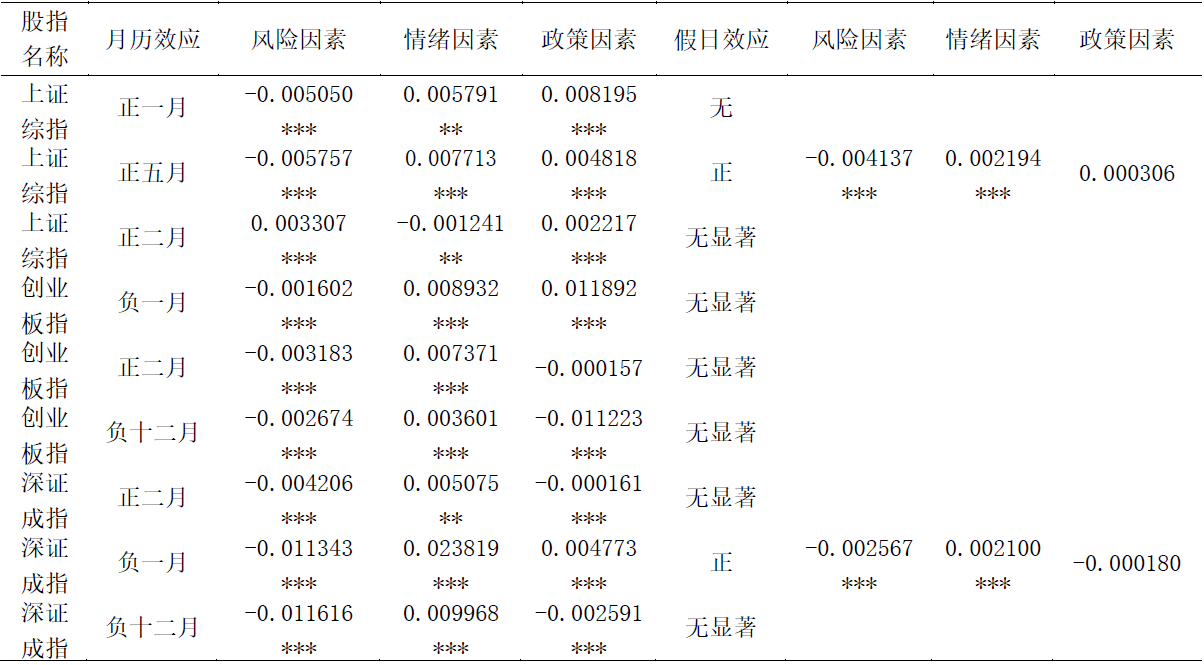 股指名称 月历效应 风险因素 情绪因素 政策因素 假日效应 风险因素 情绪因素 政策因素
上证综指 正一月 -0.005050*** 0.005791** 0.008195*** 无
上证综指 正五月 -0.005757*** 0.007713*** 0.004818*** 正 -0.004137*** 0.002194*** 0.000306
上证综指 正二月 0.003307*** -0.001241** 0.002217*** 无显著
创业板指 负一月 -0.001602*** 0.008932*** 0.011892*** 无显著
创业板指 正二月 -0.003183*** 0.007371*** -0.000157 无显著
创业板指 负十二月 -0.002674*** 0.003601*** -0.011223*** 无显著
深证成指 正二月 -0.004206*** 0.005075** -0.000161*** 无显著
深证成指 负一月 -0.011343*** 0.023819*** 0.004773*** 正 -0.002567*** 0.002100*** -0.000180
深证成指 负十二月 -0.011616*** 0.009968*** -0.002591*** 无显著